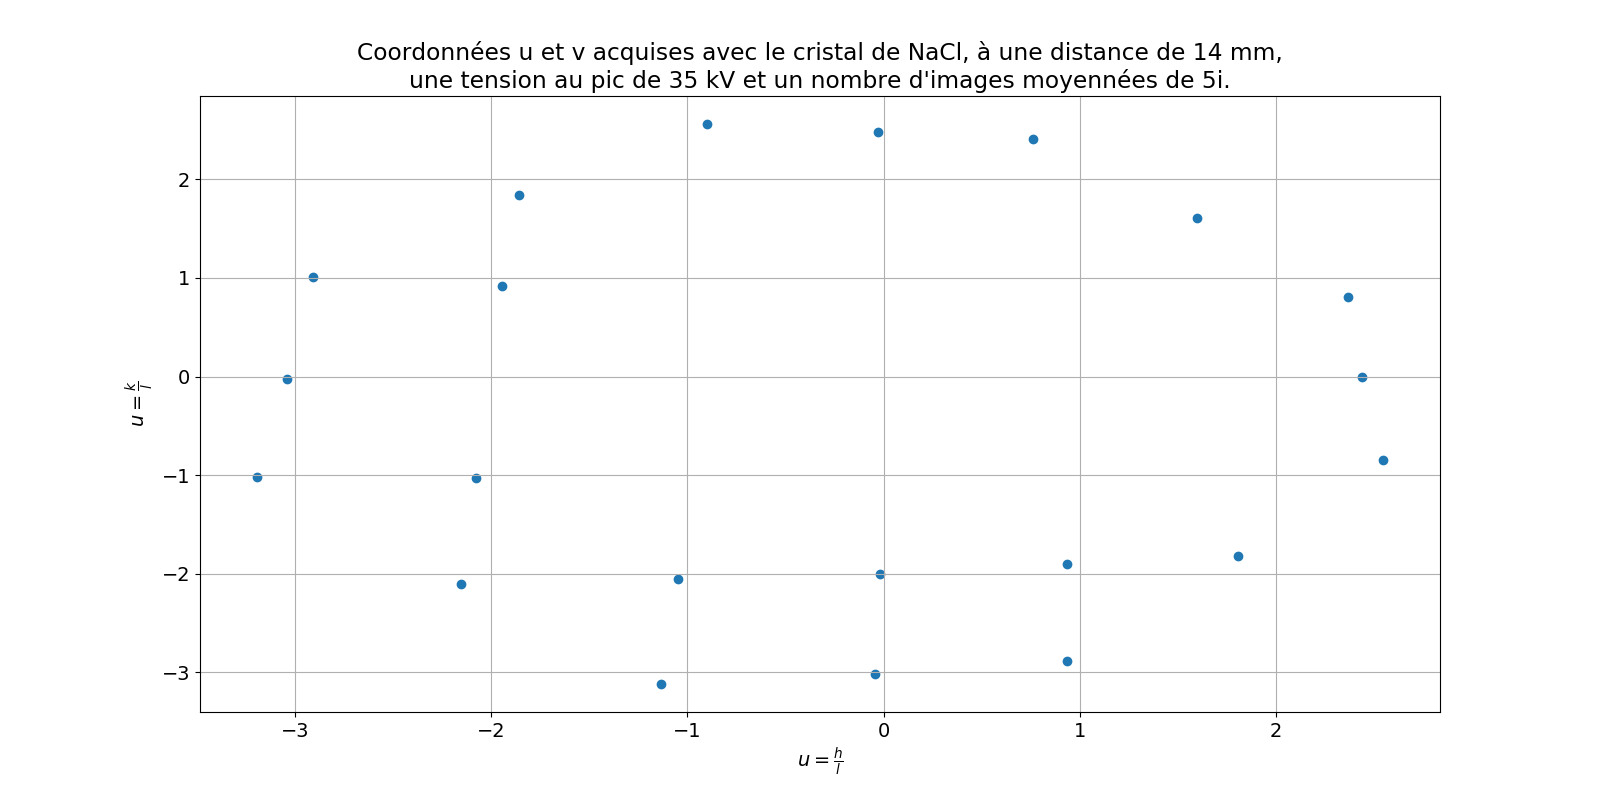 Coordonnées u et v acquises avec le cristal de NaCl, à une distance de 14 mm,
une tension au pic de 35 kV et un nombre d'images moyennées de 5i.
2
1
0
−1
−2
−3
u = k/l
−3 −2 −1 0 1 2
u = h/l